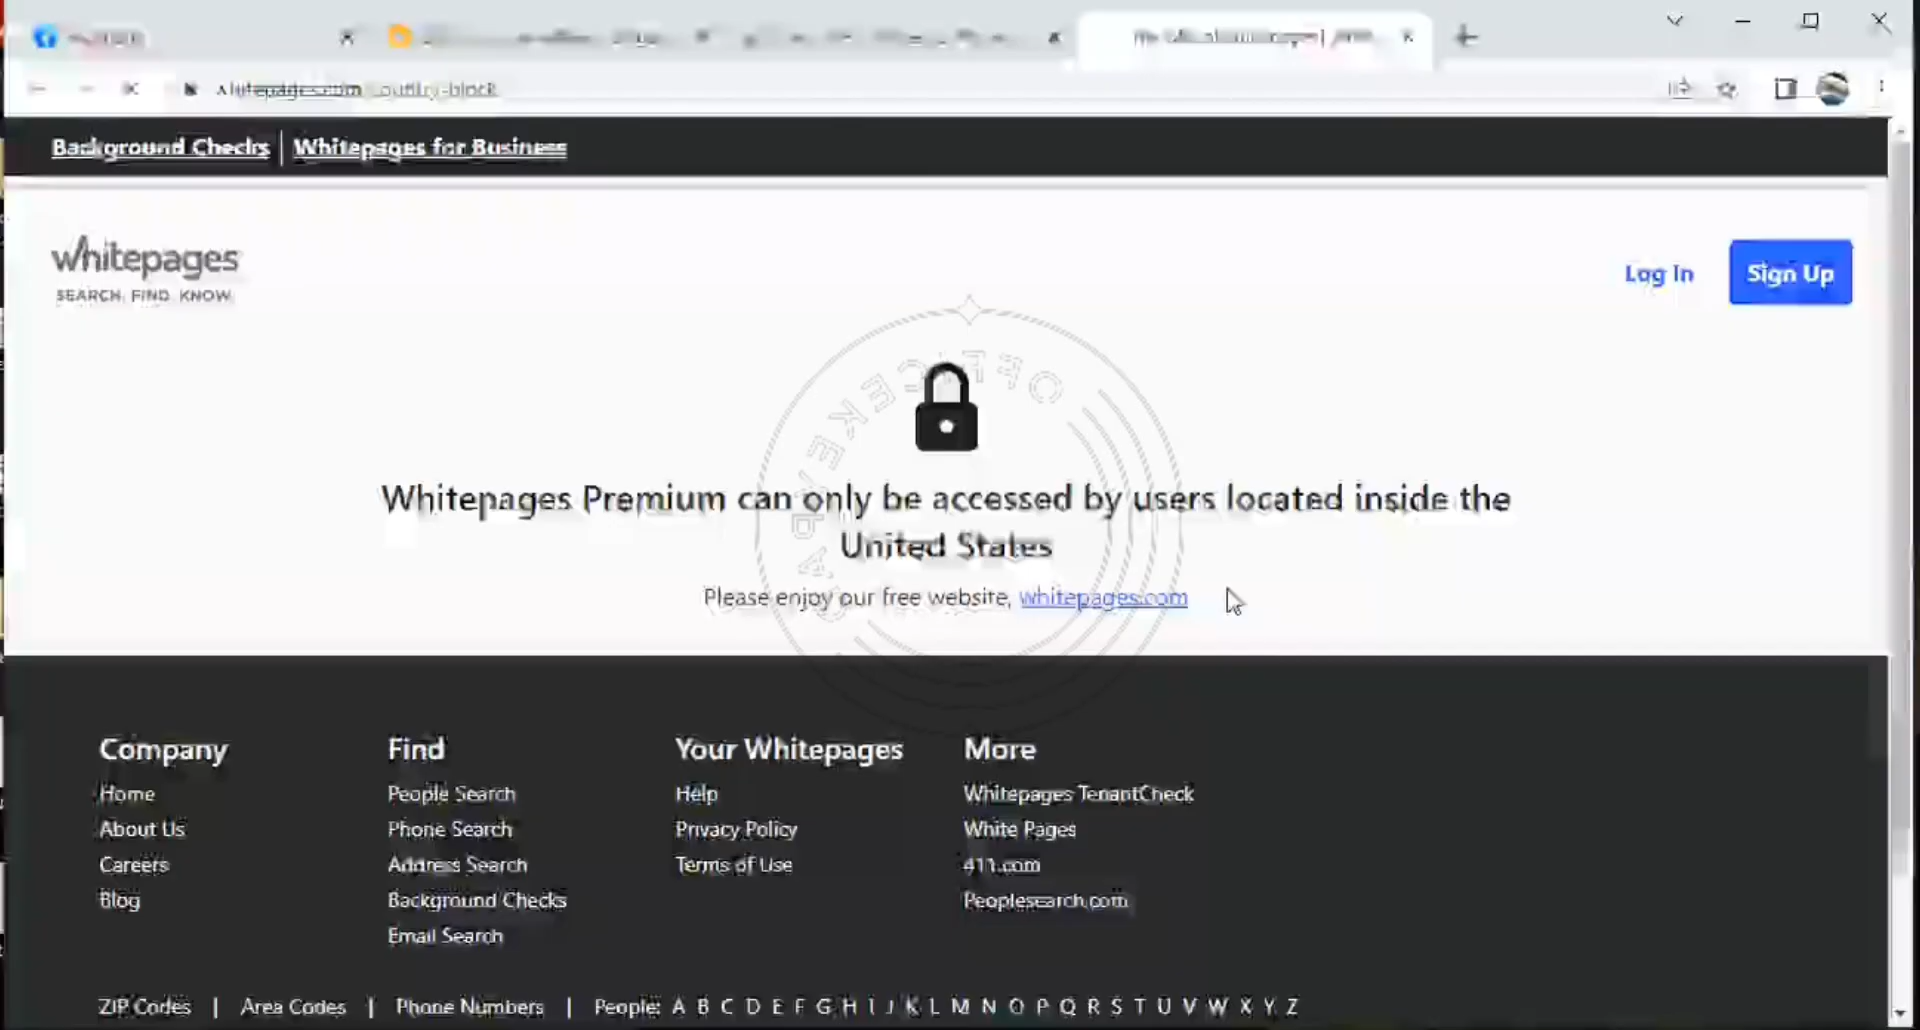 Background Checks | Whitepages for Business
whitepages
SEARCH. FIND. KNOW.
Log In
Sign Up
Whitepages Premium can only be accessed by users located inside the
United States
Please enjoy our free website, whitepages.com
Company
Home
About Us
Careers
Blog
Find
People Search
Phone Search
Address Search
Background Checks
Email Search
Your Whitepages
Help
Privacy Policy
Terms of Use
More
Whitepages TenantCheck
White Pages
411.com
Peoplesearch.com
ZIP Codes | Area Codes | Phone Numbers | People: A B C D E F G H I J K L M N O P Q R S T U V W X Y Z